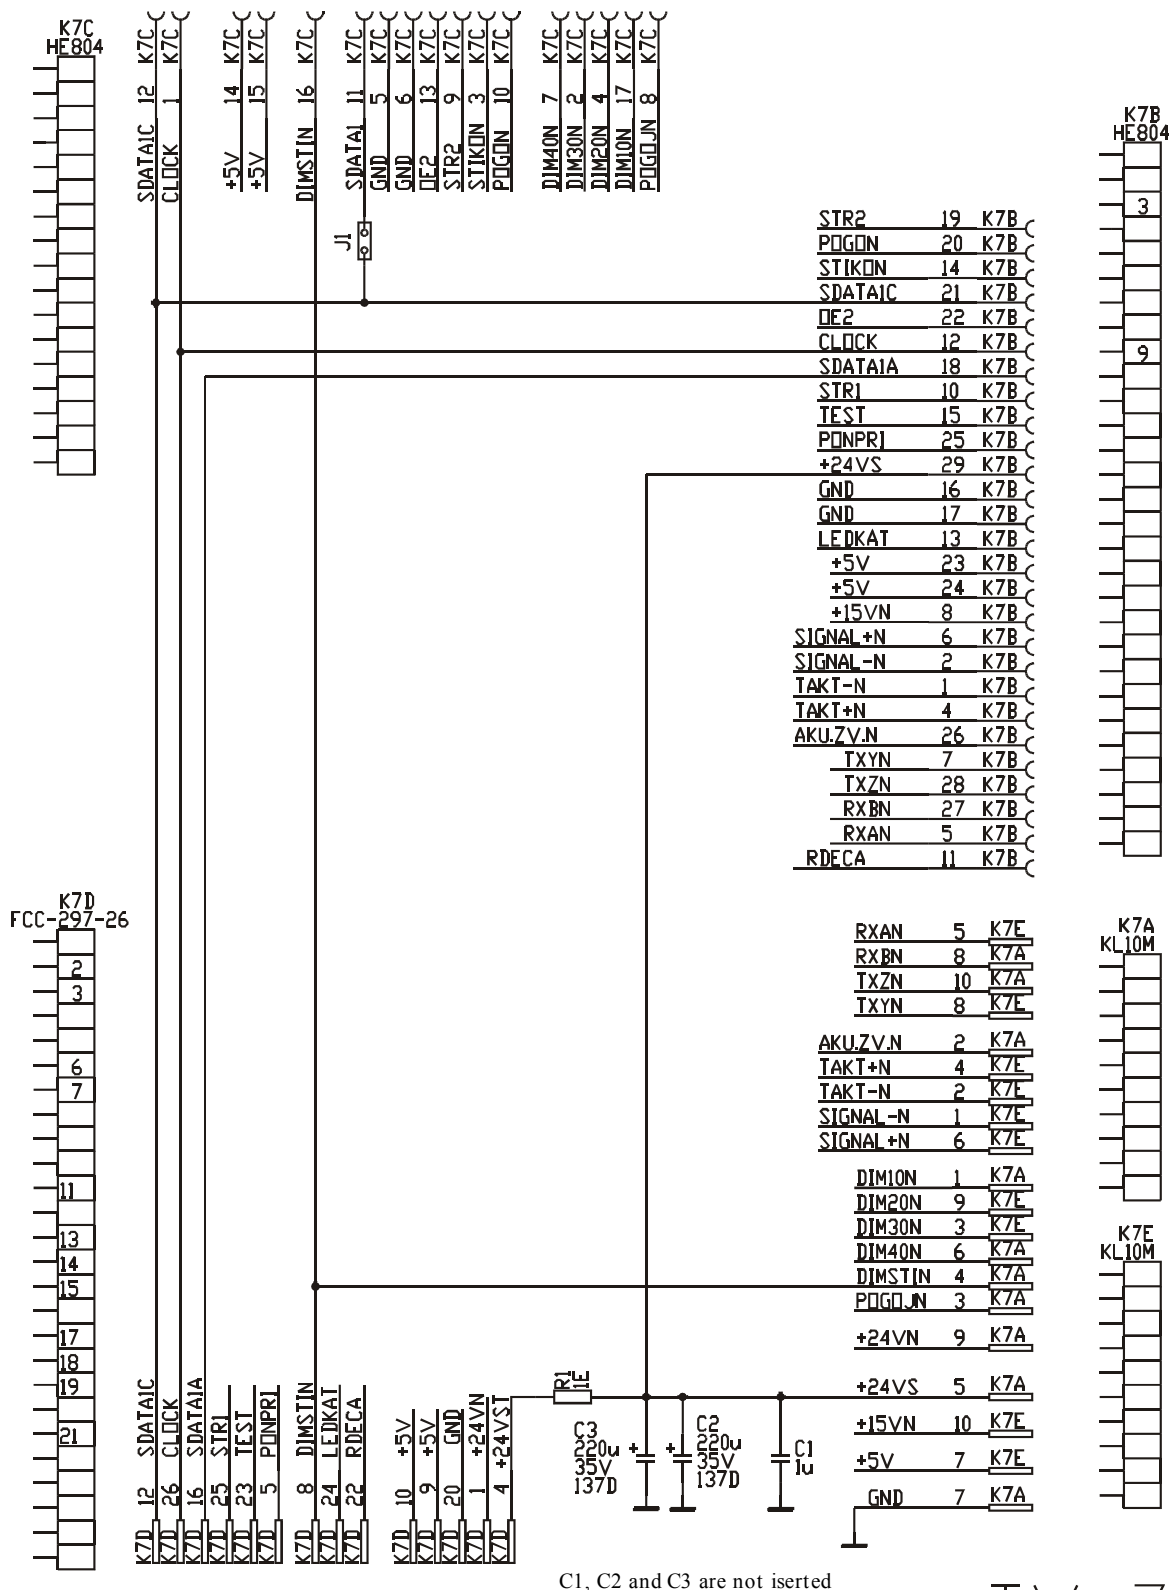 K7C
HE804
SDATA1C 12 K7C
CLOCK 1 K7C
+5V 14 K7C
+5V 15 K7C
DIMSTIN 16 K7C
SDATA1 11 K7C
GND 5 K7C
GND 6 K7C
OE2 13 K7C
STR2 9 K7C
STIKON 3 K7C
POGON 10 K7C
DIM40N 7 K7C
DIM30N 2 K7C
DIM20N 4 K7C
DIM10N 17 K7C
POGOJN 8 K7C
J1
K7B
HE804
3
9
STR2 19 K7B
POGON 20 K7B
STIKON 14 K7B
SDATA1C 21 K7B
OE2 22 K7B
CLOCK 12 K7B
SDATA1A 18 K7B
STR1 10 K7B
TEST 15 K7B
PONPRI 25 K7B
+24VS 29 K7B
GND 16 K7B
GND 17 K7B
LEDKAT 13 K7B
+5V 23 K7B
+5V 24 K7B
+15VN 8 K7B
SIGNAL+N 6 K7B
SIGNAL-N 2 K7B
TAKT-N 1 K7B
TAKT+N 4 K7B
AKU.ZV.N 26 K7B
TXYN 7 K7B
TXZN 28 K7B
RXBN 27 K7B
RXAN 5 K7B
RDECA 11 K7B
K7D
FCC-297-26
2
3
6
7
11
13
14
15
17
18
19
21
RXAN 5 K7E
RXBN 8 K7A
TXZN 10 K7A
TXYN 8 K7E
AKU.ZV.N 2 K7A
TAKT+N 4 K7E
TAKT-N 2 K7E
SIGNAL-N 1 K7E
SIGNAL+N 6 K7E
DIM10N 1 K7A
DIM20N 9 K7E
DIM30N 3 K7E
DIM40N 6 K7A
DIMSTIN 4 K7A
POGOJN 3 K7A
+24VN 9 K7A
+24VS 5 K7A
+15VN 10 K7E
+5V 7 K7E
GND 7 K7A
K7A
KL10M
K7E
KL10M
SDATA1C 12 K7D
CLOCK 26 K7D
SDATA1A 16 K7D
STR1 25 K7D
TEST 23 K7D
PONPRI 5 K7D
DIMSTIN 8 K7D
LEDKAT 24 K7D
RDECA 22 K7D
+5V 10 K7D
+5V 9 K7D
GND 20 K7D
+24VN 1 K7D
+24VST 4 K7D
R1
1E
C3
220u
35V
137D
C2
220u
35V
137D
C1
1u
C1, C2 and C3 are not iserted